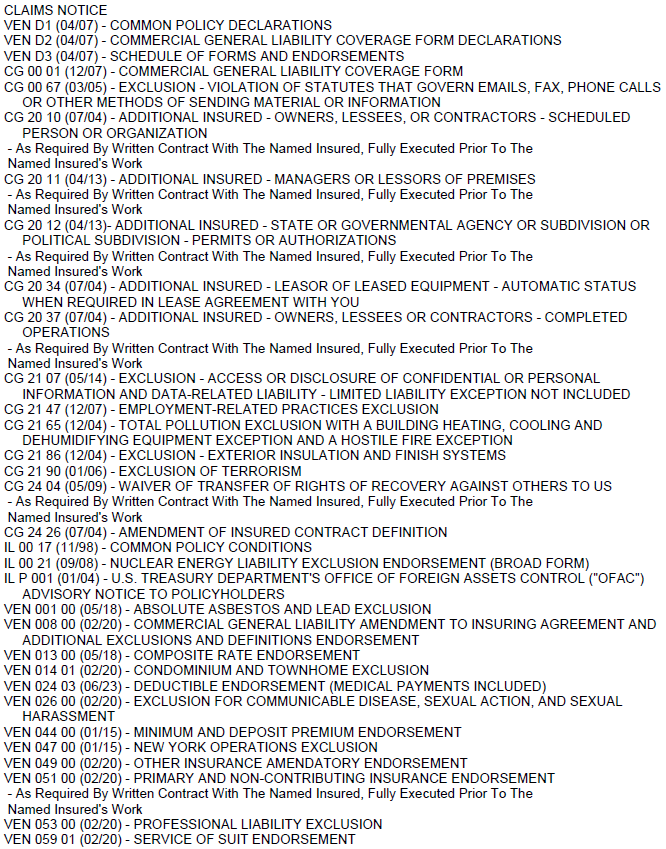 CLAIMS NOTICE
VEN D1 (04/07) - COMMON POLICY DECLARATIONS
VEN D2 (04/07) - COMMERCIAL GENERAL LIABILITY COVERAGE FORM DECLARATIONS
VEN D3 (04/07) - SCHEDULE OF FORMS AND ENDORSEMENTS
CG 00 01 (12/07) - COMMERCIAL GENERAL LIABILITY COVERAGE FORM
CG 00 67 (03/05) - EXCLUSION - VIOLATION OF STATUTES THAT GOVERN EMAILS, FAX, PHONE CALLS
OR OTHER METHODS OF SENDING MATERIAL OR INFORMATION
CG 20 10 (07/04) - ADDITIONAL INSURED - OWNERS, LESSEES, OR CONTRACTORS - SCHEDULED
PERSON OR ORGANIZATION
- As Required By Written Contract With The Named Insured, Fully Executed Prior To The
Named Insured's Work
CG 20 11 (04/13) - ADDITIONAL INSURED - MANAGERS OR LESSORS OF PREMISES
- As Required By Written Contract With The Named Insured, Fully Executed Prior To The
Named Insured's Work
CG 20 12 (04/13)- ADDITIONAL INSURED - STATE OR GOVERNMENTAL AGENCY OR SUBDIVISION OR
POLITICAL SUBDIVISION - PERMITS OR AUTHORIZATIONS
- As Required By Written Contract With The Named Insured, Fully Executed Prior To The
Named Insured's Work
CG 20 34 (07/04) - ADDITIONAL INSURED - LEASOR OF LEASED EQUIPMENT - AUTOMATIC STATUS
WHEN REQUIRED IN LEASE AGREEMENT WITH YOU
CG 20 37 (07/04) - ADDITIONAL INSURED - OWNERS, LESSEES OR CONTRACTORS - COMPLETED
OPERATIONS
- As Required By Written Contract With The Named Insured, Fully Executed Prior To The
Named Insured's Work
CG 21 07 (05/14) - EXCLUSION - ACCESS OR DISCLOSURE OF CONFIDENTIAL OR PERSONAL
INFORMATION AND DATA-RELATED LIABILITY - LIMITED LIABILITY EXCEPTION NOT INCLUDED
CG 21 47 (12/07) - EMPLOYMENT-RELATED PRACTICES EXCLUSION
CG 21 65 (12/04) - TOTAL POLLUTION EXCLUSION WITH A BUILDING HEATING, COOLING AND
DEHUMIDIFYING EQUIPMENT EXCEPTION AND A HOSTILE FIRE EXCEPTION
CG 21 86 (12/04) - EXCLUSION - EXTERIOR INSULATION AND FINISH SYSTEMS
CG 21 90 (01/06) - EXCLUSION OF TERRORISM
CG 24 04 (05/09) - WAIVER OF TRANSFER OF RIGHTS OF RECOVERY AGAINST OTHERS TO US
- As Required By Written Contract With The Named Insured, Fully Executed Prior To The
Named Insured's Work
CG 24 26 (07/04) - AMENDMENT OF INSURED CONTRACT DEFINITION
IL 00 17 (11/98) - COMMON POLICY CONDITIONS
IL 00 21 (09/08) - NUCLEAR ENERGY LIABILITY EXCLUSION ENDORSEMENT (BROAD FORM)
IL P 001 (01/04) - U.S. TREASURY DEPARTMENT'S OFFICE OF FOREIGN ASSETS CONTROL ("OFAC")
ADVISORY NOTICE TO POLICYHOLDERS
VEN 001 00 (05/18) - ABSOLUTE ASBESTOS AND LEAD EXCLUSION
VEN 008 00 (02/20) - COMMERCIAL GENERAL LIABILITY AMENDMENT TO INSURING AGREEMENT AND
ADDITIONAL EXCLUSIONS AND DEFINITIONS ENDORSEMENT
VEN 013 00 (05/18) - COMPOSITE RATE ENDORSEMENT
VEN 014 01 (02/20) - CONDOMINIUM AND TOWNHOME EXCLUSION
VEN 024 03 (06/23) - DEDUCTIBLE ENDORSEMENT (MEDICAL PAYMENTS INCLUDED)
VEN 026 00 (02/20) - EXCLUSION FOR COMMUNICABLE DISEASE, SEXUAL ACTION, AND SEXUAL
HARASSMENT
VEN 044 00 (01/15) - MINIMUM AND DEPOSIT PREMIUM ENDORSEMENT
VEN 047 00 (01/15) - NEW YORK OPERATIONS EXCLUSION
VEN 049 00 (02/20) - OTHER INSURANCE AMENDATORY ENDORSEMENT
VEN 051 00 (02/20) - PRIMARY AND NON-CONTRIBUTING INSURANCE ENDORSEMENT
- As Required By Written Contract With The Named Insured, Fully Executed Prior To The
Named Insured's Work
VEN 053 00 (02/20) - PROFESSIONAL LIABILITY EXCLUSION
VEN 059 01 (02/20) - SERVICE OF SUIT ENDORSEMENT